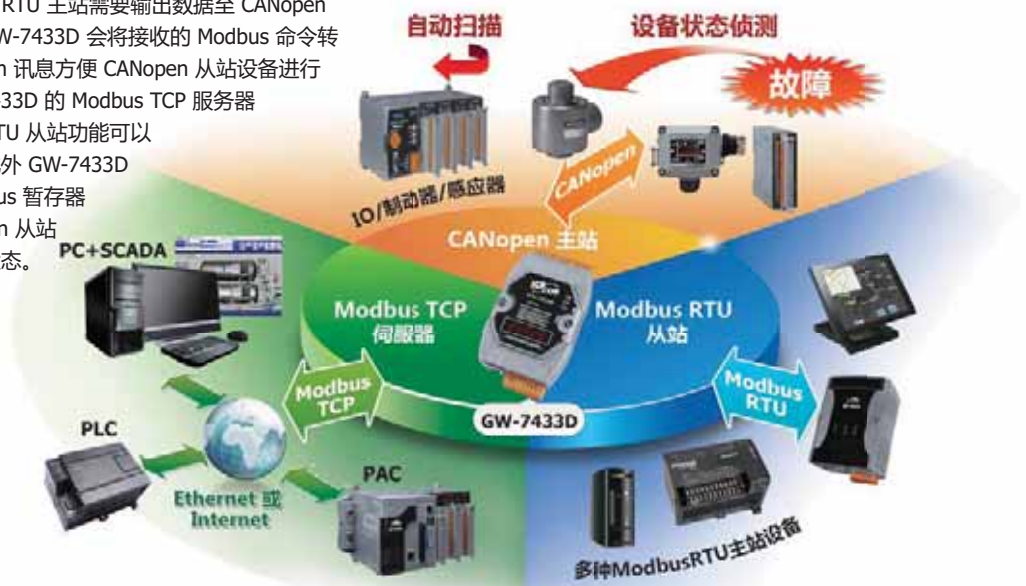 RTU 主站需要输出数据至 CANopen
W-7433D 会将接收的 Modbus 命令转
n 讯息方便 CANopen 从站设备进行
33D 的 Modbus TCP 服务器
TU 从站功能可以
外 GW-7433D
us 暂存器
n 从站
态。
自动扫描
设备状态侦测
故障
CANopen
IO/制动器/感应器
CANopen 主站
PC+SCADA
Modbus TCP
伺服器
Modbus RTU
从站
Modbus
TCP
Modbus
RTU
GW-7433D
PLC
PAC
Ethernet 或
Internet
多种ModbusRTU主站设备